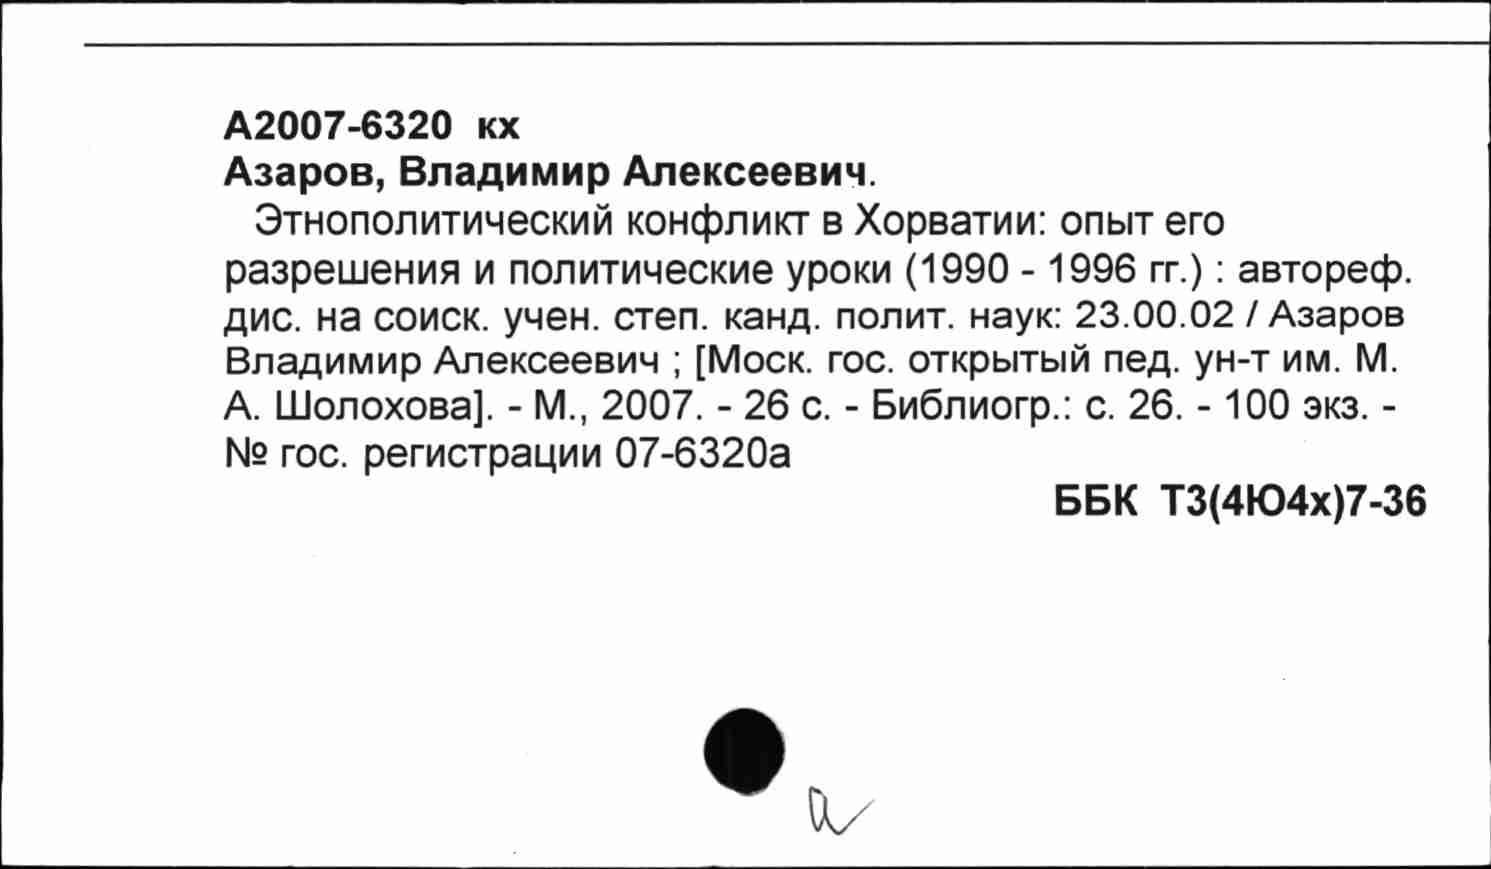 А2007-6320 кх
Азаров, Владимир Алексеевич.
Этнополитический конфликт в Хорватии: опыт его
разрешения и политические уроки (1990 - 1996 гг.) : автореф.
дис. на соиск. учен. степ. канд. полит. наук: 23.00.02 / Азаров
Владимир Алексеевич ; [Моск. гос. открытый пед. ун-т им. М.
А. Шолохова]. - М., 2007. - 26 с. - Библиогр.: с. 26. - 100 экз. -
№ гос. регистрации 07-6320а
ББК Т3(4Ю4х)7-36
а